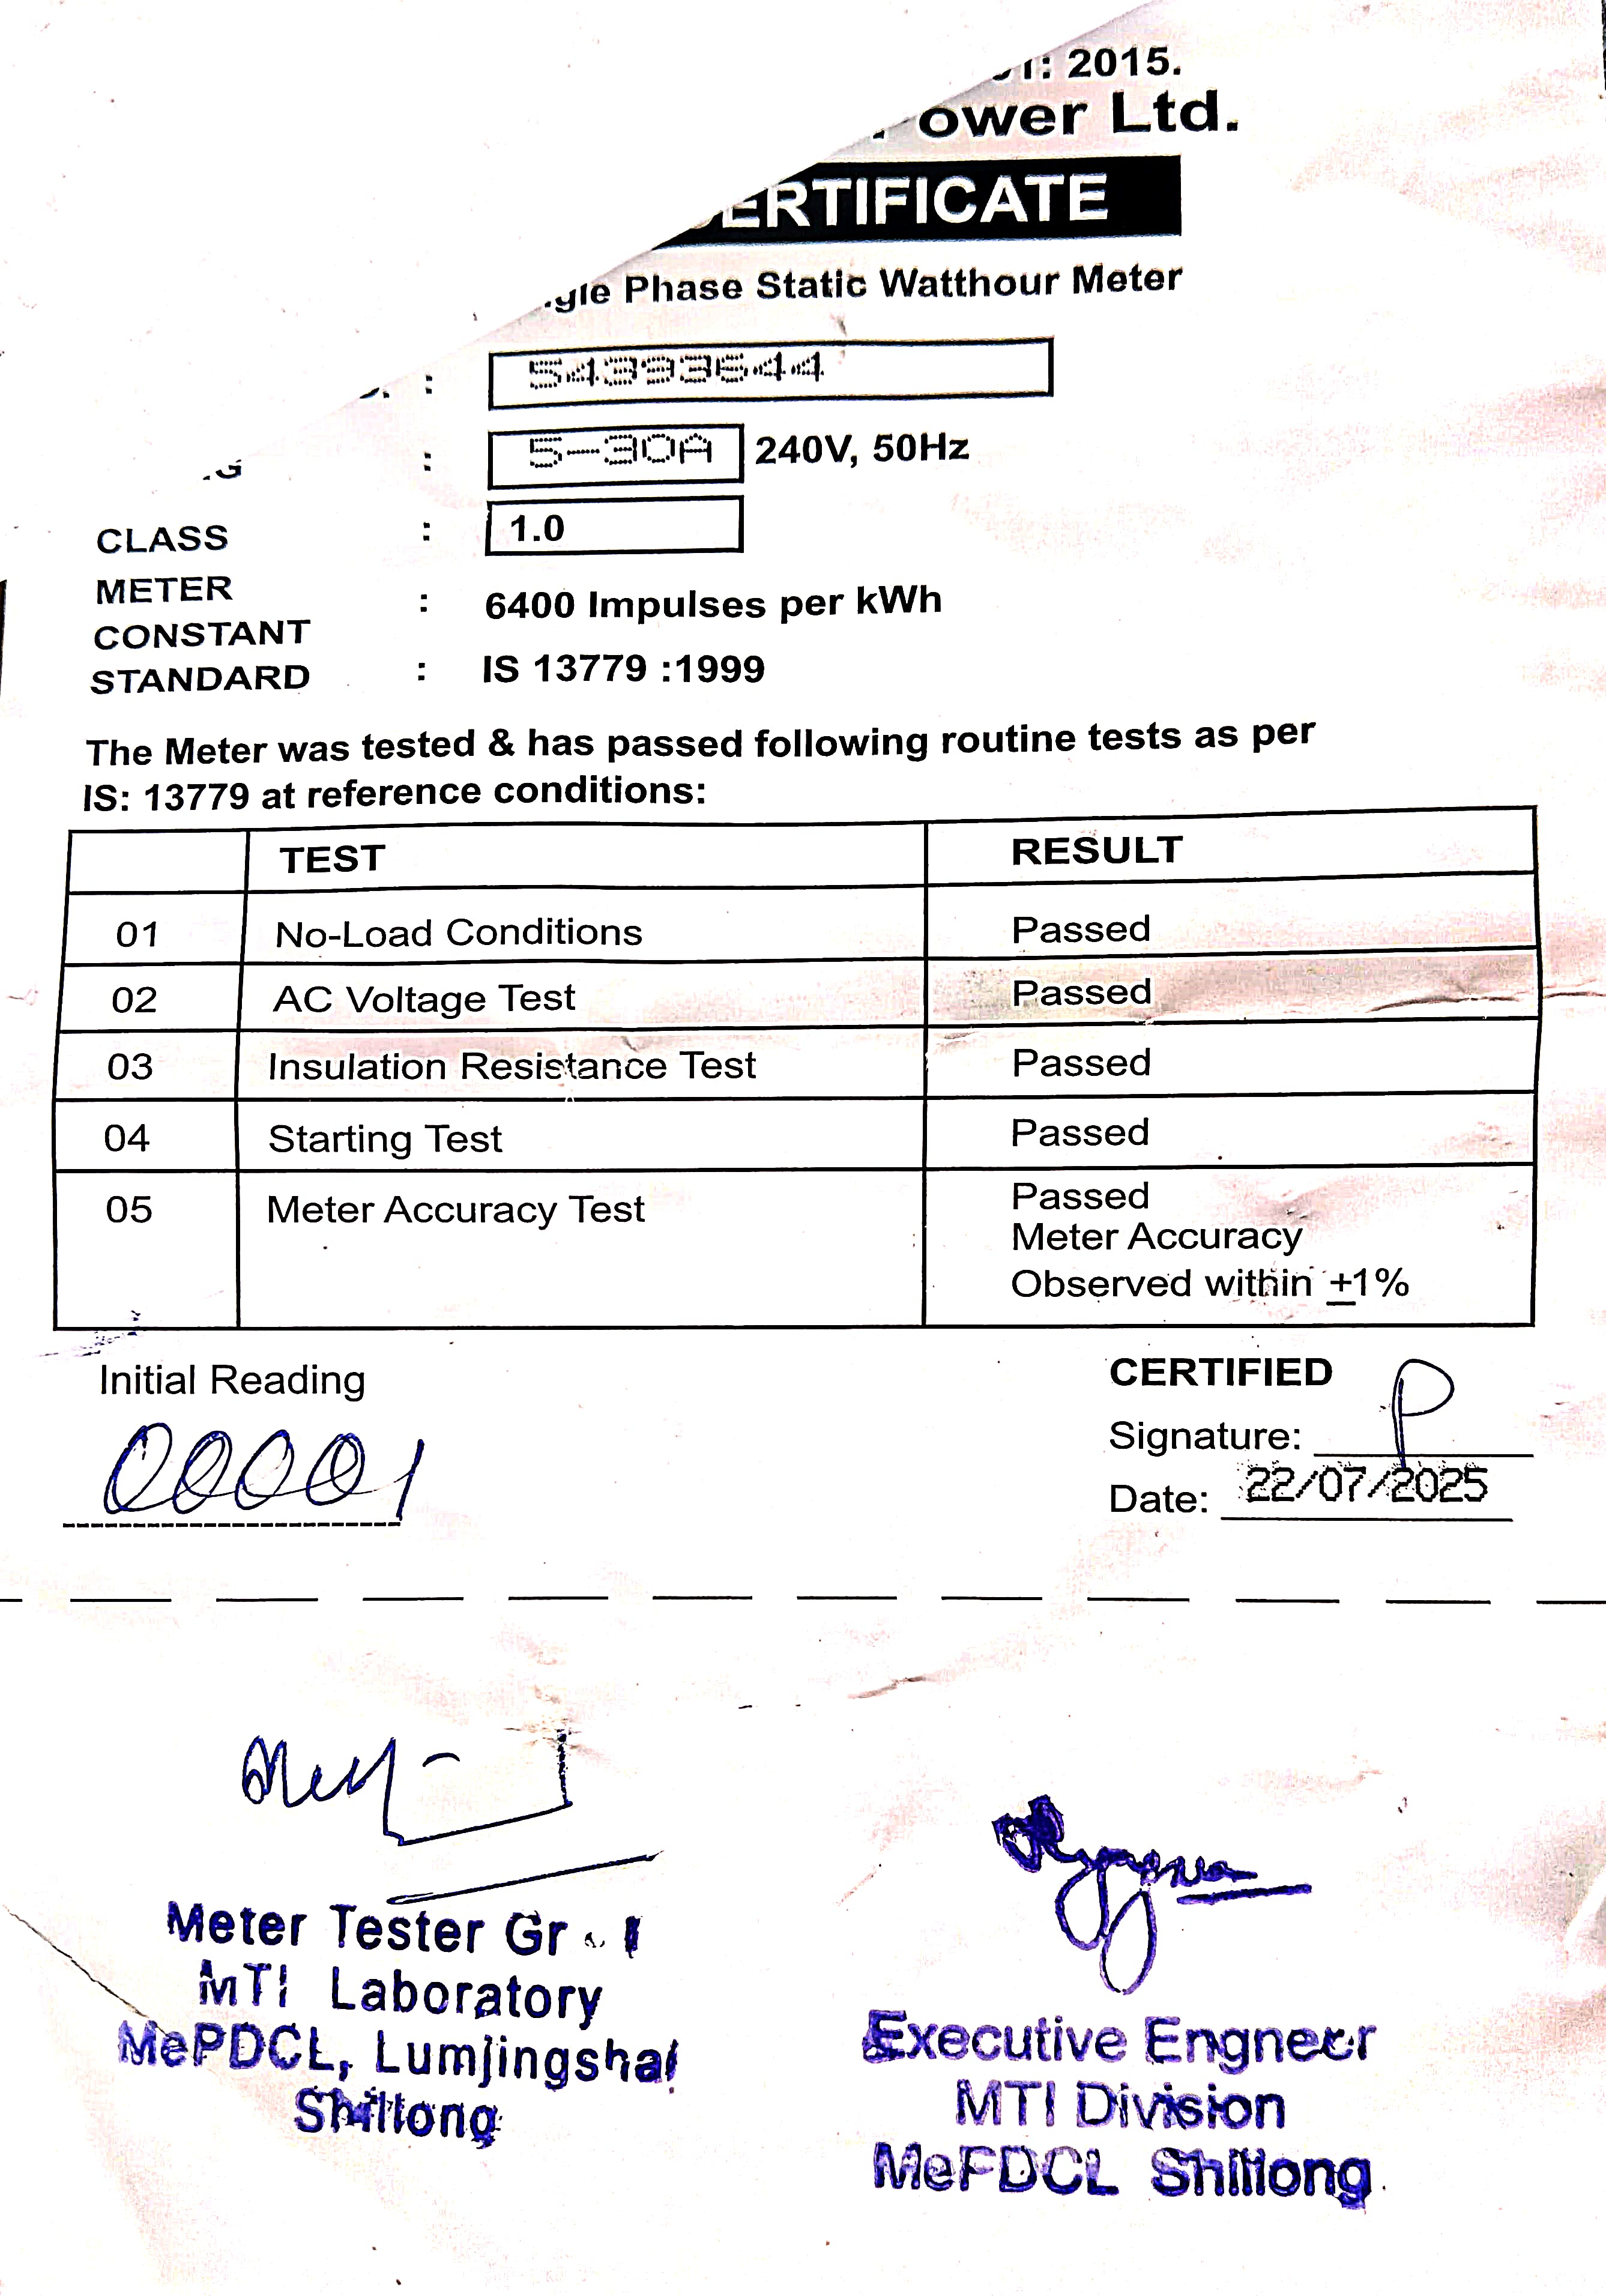 : 2015.
ower Ltd.
ERTIFICATE
gle Phase Static Watthour Meter
: 54393644
: 5-30A 240V, 50Hz
CLASS : 1.0
METER CONSTANT : 6400 Impulses per kWh
STANDARD : IS 13779 :1999
The Meter was tested & has passed following routine tests as per
IS: 13779 at reference conditions:
TEST RESULT
01 No-Load Conditions Passed
02 AC Voltage Test Passed
03 Insulation Resistance Test Passed
04 Starting Test Passed
05 Meter Accuracy Test Passed
Meter Accuracy
Observed within ±1%
Initial Reading
00001
CERTIFIED
Signature:
Date: 22/07/2025
Meter Tester Gr - I
MTI Laboratory
MePDCL, Lumjingshai
Shillong
Executive Engneer
MTI Division
MePDCL Shillong